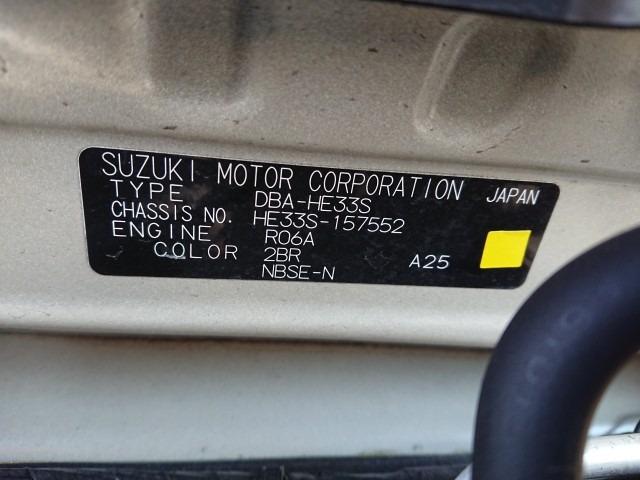 SUZUKI MOTOR CORPORATION JAPAN
TYPE DBA-HE33S
CHASSIS NO. HE33S-157552
ENGINE R06A
COLOR 2BR
NBSE-N A25